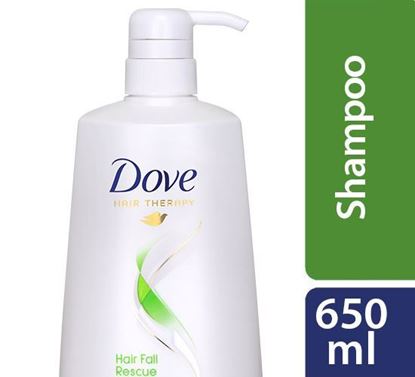 Dove
HAIR THERAPY
Hair Fall
Rescue
Shampoo
650
ml